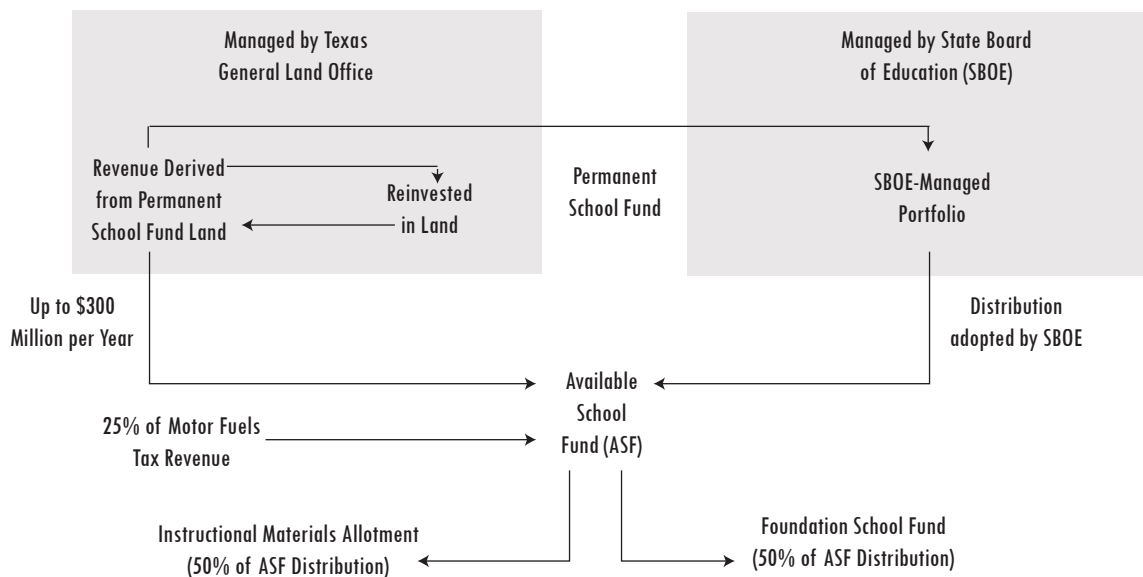 Managed by Texas
General Land Office
Managed by State Board
of Education (SBOE)
Revenue Derived
from Permanent
School Fund Land
Reinvested
in Land
Permanent
School Fund
SBOE-Managed
Portfolio
Up to $300
Million per Year
Distribution
adopted by SBOE
Available
School
Fund (ASF)
25% of Motor Fuels
Tax Revenue
Instructional Materials Allotment
(50% of ASF Distribution)
Foundation School Fund
(50% of ASF Distribution)